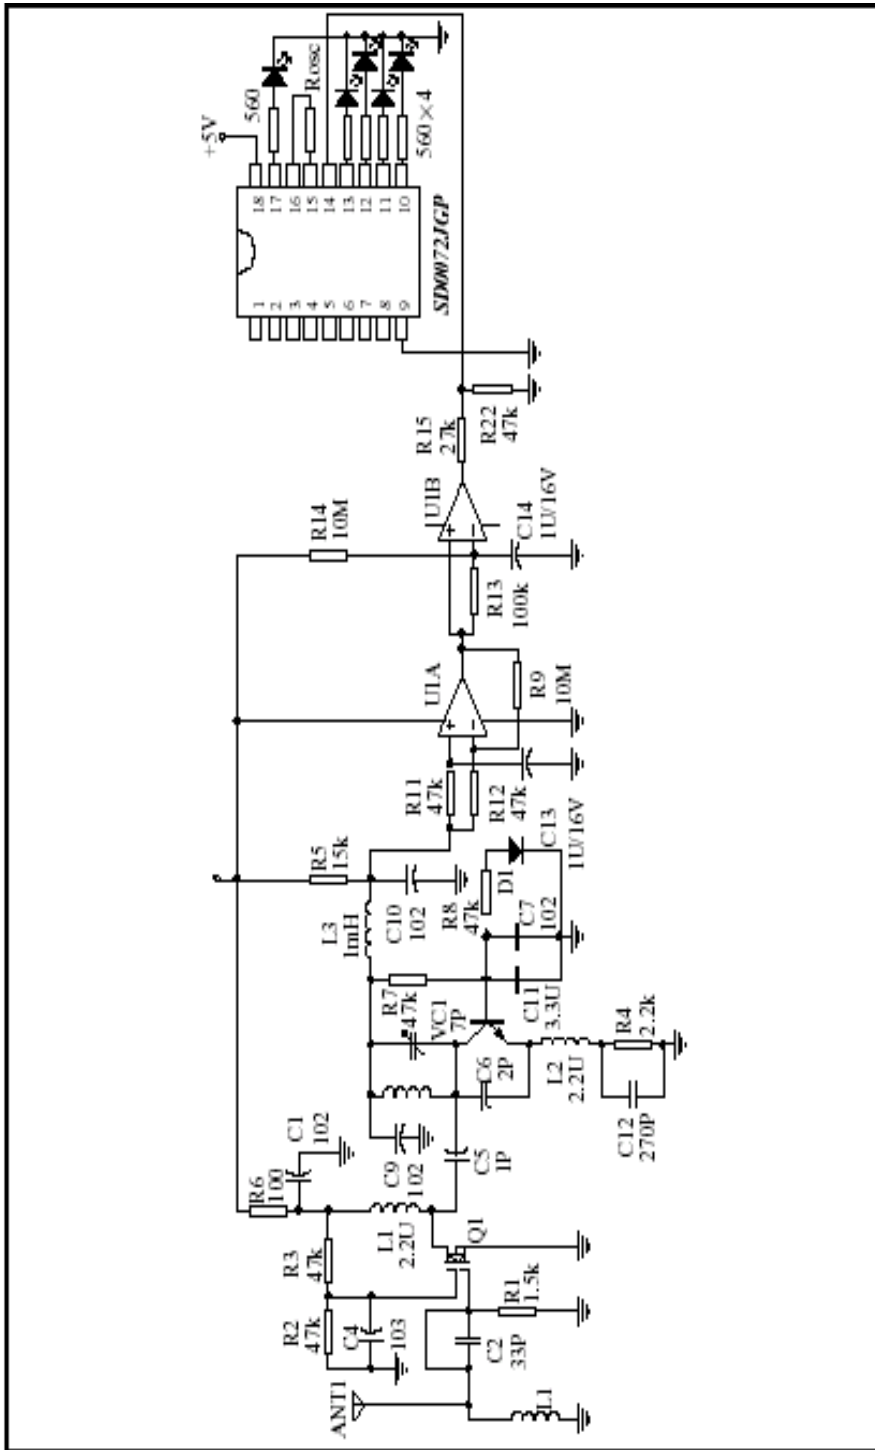 ANT1
L1
R2
47k
C4
103
R3
47k
C2
33P
R1
1.5k
R6
100
C1
102
L1
2.2U
Q1
C9
102
C5
1P
R7
47k
VC1
7P
C6
2P
C11
3.3U
L2
2.2U
R4
2.2k
C12
270P
L3
1mH
R5
15k
C10
102
R8
47k
D1
C7
102
C13
1U/16V
R11
47k
R12
47k
U1A
+
−
R9
10M
R14
10M
R13
100k
U1B
+
−
C14
1U/16V
R15
27k
R22
47k
SD0072JGP
1
2
3
4
5
6
7
8
9
18
17
16
15
14
13
12
11
10
+5V
560
Rosc
560×4